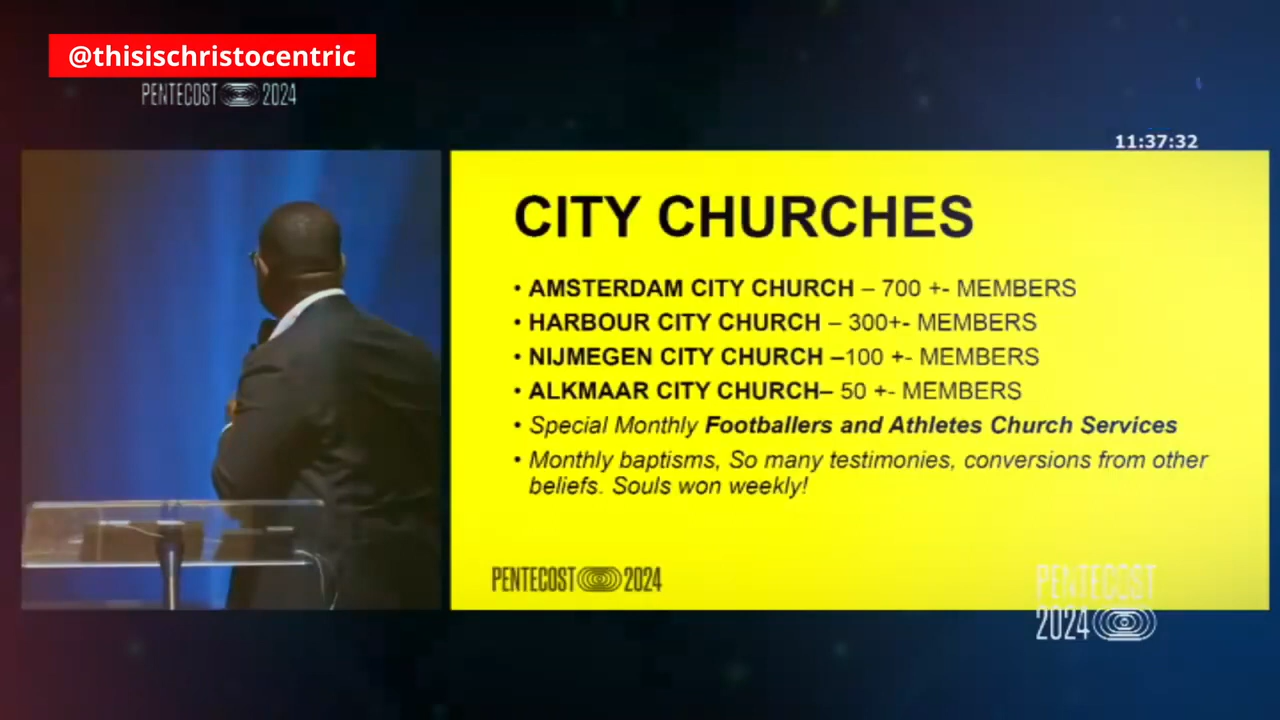 @thisischristocentric
PENTECOST 2024
11:37:32
CITY CHURCHES
• AMSTERDAM CITY CHURCH – 700 +- MEMBERS
• HARBOUR CITY CHURCH – 300+- MEMBERS
• NIJMEGEN CITY CHURCH –100 +- MEMBERS
• ALKMAAR CITY CHURCH– 50 +- MEMBERS
• Special Monthly Footballers and Athletes Church Services
• Monthly baptisms, So many testimonies, conversions from other
beliefs. Souls won weekly!
PENTECOST 2024
PENTECOST
2024